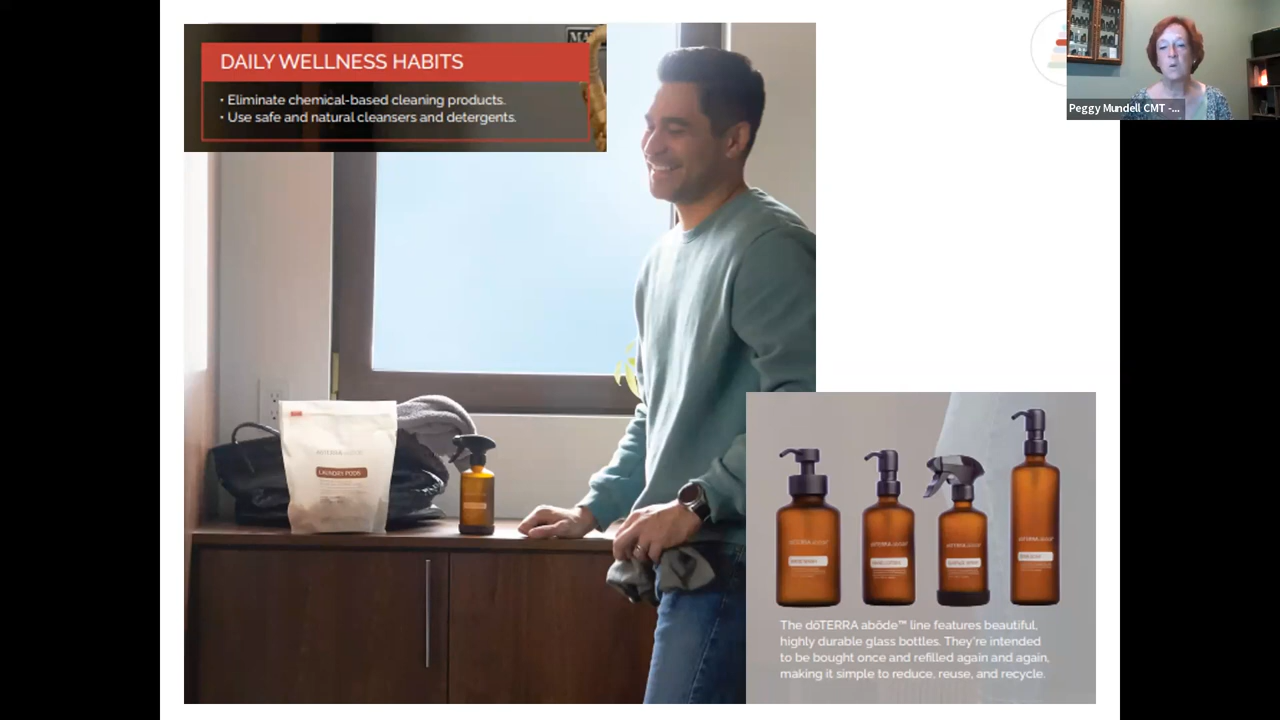 DAILY WELLNESS HABITS
• Eliminate chemical-based cleaning products.
• Use safe and natural cleansers and detergents.
Peggy Mundell CMT -...
LAUNDRY PODS
The dōTERRA abōde™ line features beautiful,
highly durable glass bottles. They're intended
to be bought once and refilled again and again,
making it simple to reduce, reuse, and recycle.